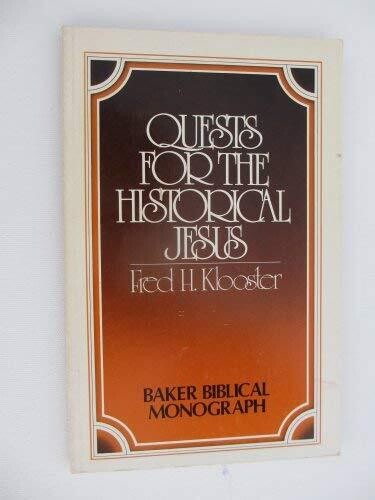 QUESTS
FOR THE
HISTORICAL
JESUS
Fred H. Klooster
BAKER BIBLICAL
MONOGRAPH